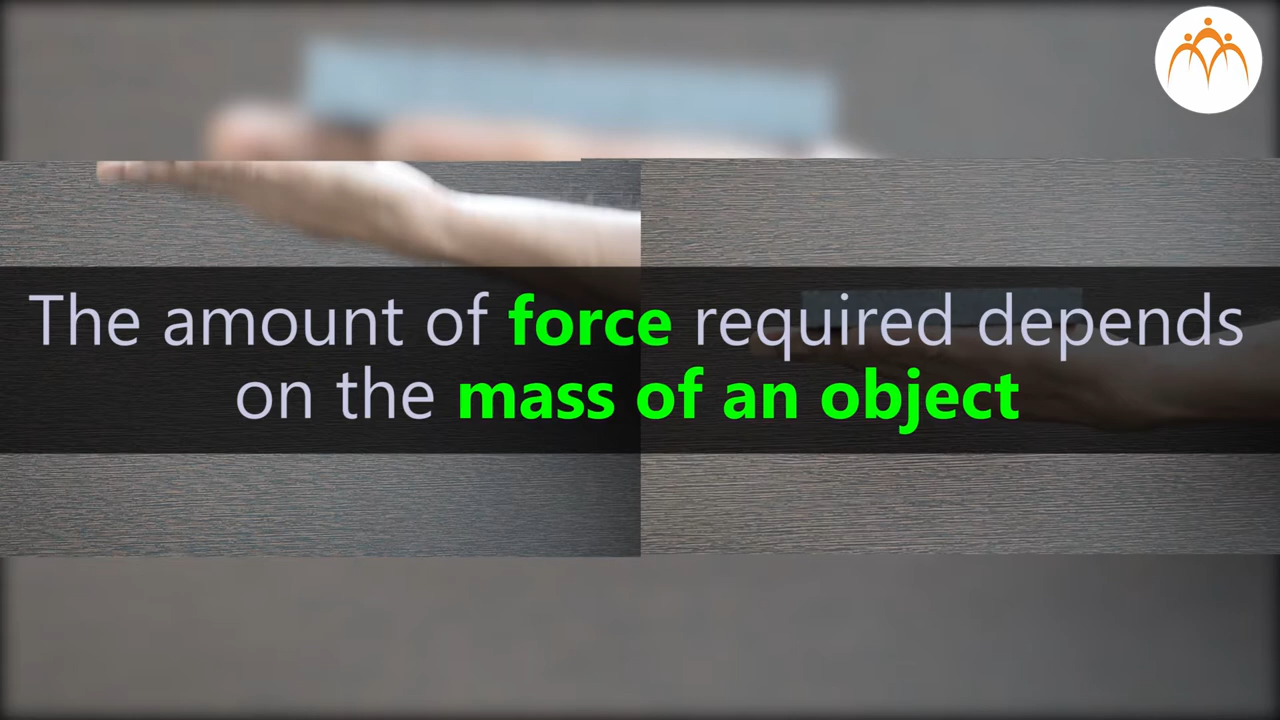 The amount of force required depends
on the mass of an object